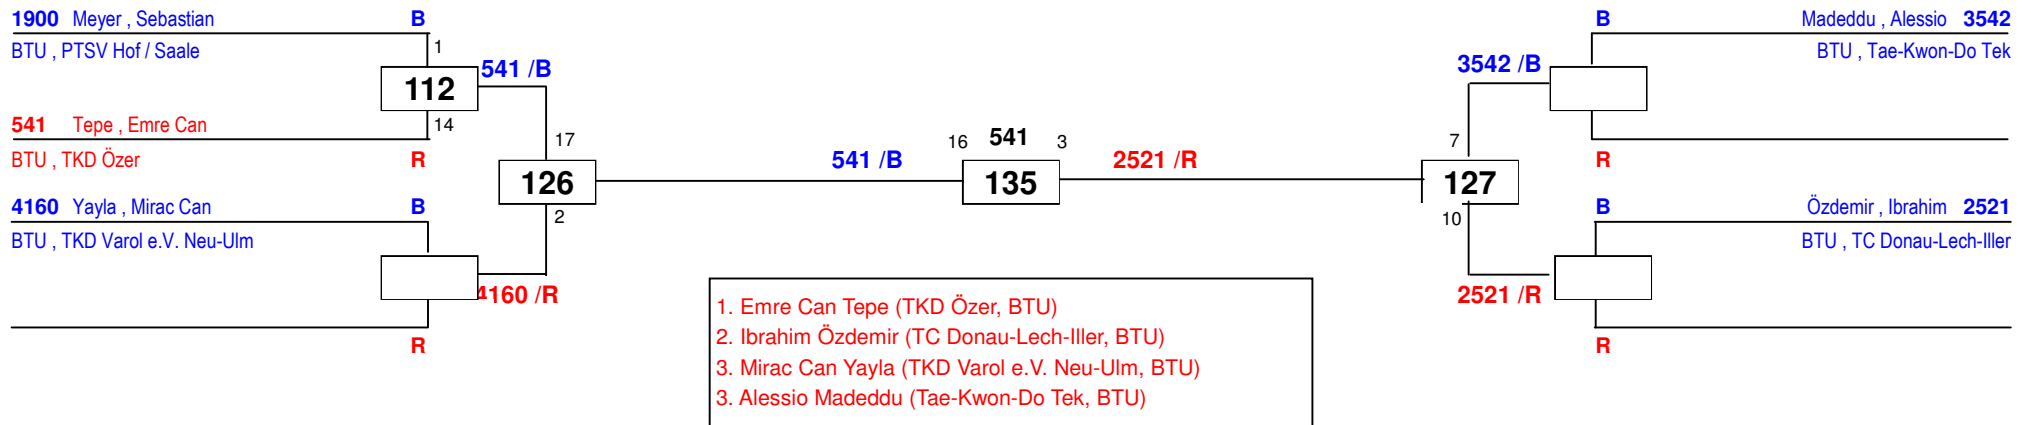 1900 Meyer , Sebastian B
BTU , PTSV Hof / Saale
1
112
541 /B
541 Tepe , Emre Can
14
BTU , TKD Özer R
17
126
2
4160 Yayla , Mirac Can B
BTU , TKD Varol e.V. Neu-Ulm
4160 /R
R
541 /B
16 541 3
135
2521 /R
B Madeddu , Alessio 3542
BTU , Tae-Kwon-Do Tek
3542 /B
R
7
127
10
B Özdemir , Ibrahim 2521
BTU , TC Donau-Lech-Iller
2521 /R
R
1. Emre Can Tepe (TKD Özer, BTU)
2. Ibrahim Özdemir (TC Donau-Lech-Iller, BTU)
3. Mirac Can Yayla (TKD Varol e.V. Neu-Ulm, BTU)
3. Alessio Madeddu (Tae-Kwon-Do Tek, BTU)